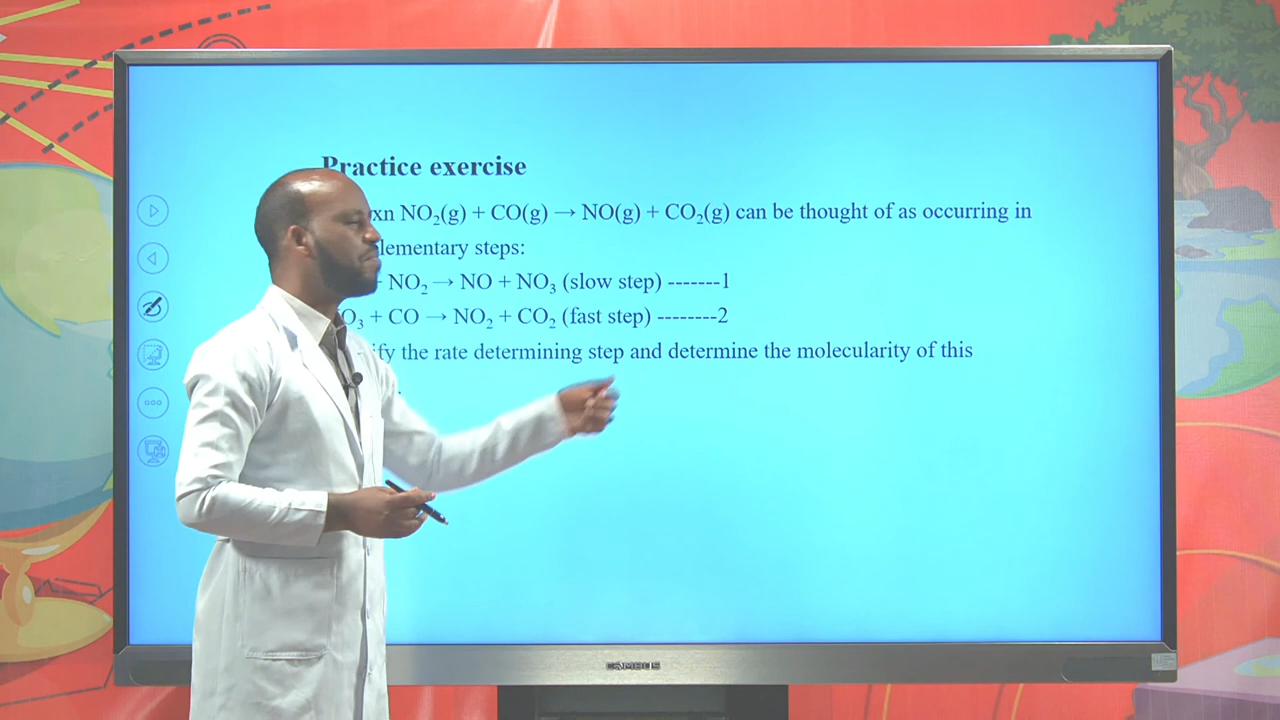 Practice exercise
xn NO₂(g) + CO(g) → NO(g) + CO₂(g) can be thought of as occurring in
lementary steps:
+ NO₂ → NO + NO₃ (slow step) -------1
O₃ + CO → NO₂ + CO₂ (fast step) --------2
ify the rate determining step and determine the molecularity of this